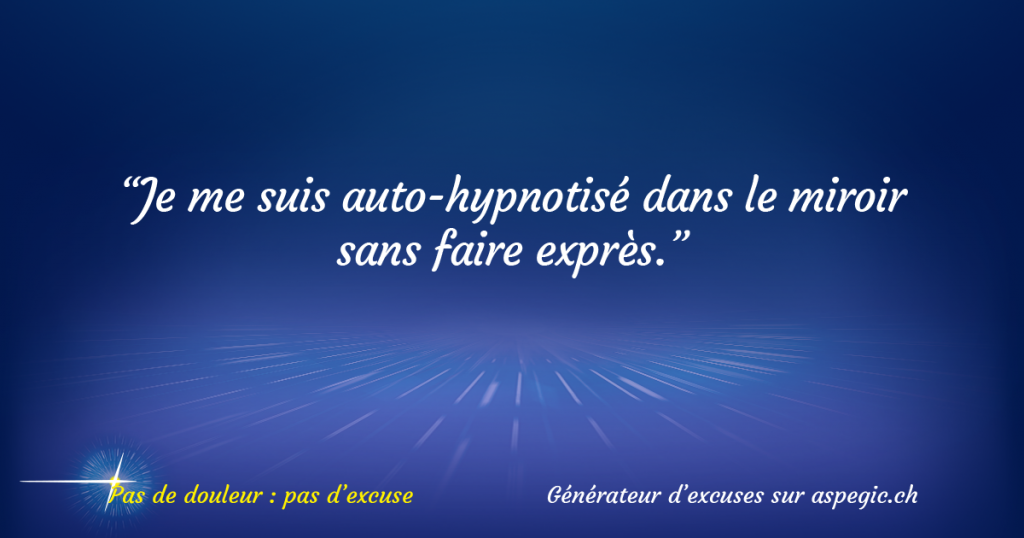 “Je me suis auto-hypnotisé dans le miroir
sans faire exprès.”
Pas de douleur : pas d’excuse
Générateur d’excuses sur aspegic.ch